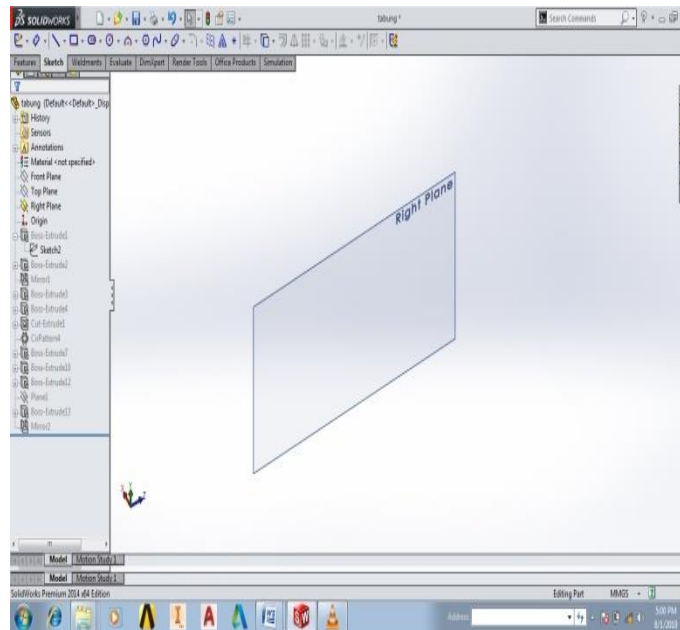 SOLIDWORKS
tabung *
Search Commands
Features Sketch Weldments Evaluate DimXpert Render Tools Office Products Simulation
tabung (Default<<Default>_Disp
History
Sensors
Annotations
Material <not specified>
Front Plane
Top Plane
Right Plane
Origin
Boss-Extrude1
Sketch2
Boss-Extrude2
Mirror1
Boss-Extrude3
Boss-Extrude4
Cut-Extrude1
CirPattern4
Boss-Extrude7
Boss-Extrude10
Boss-Extrude12
Plane1
Boss-Extrude13
Mirror2
Right Plane
Model Motion Study 1
Model Motion Study 1
SolidWorks Premium 2014 x64 Edition
Editing Part MMGS
Address
5:00 PM
8/1/2019